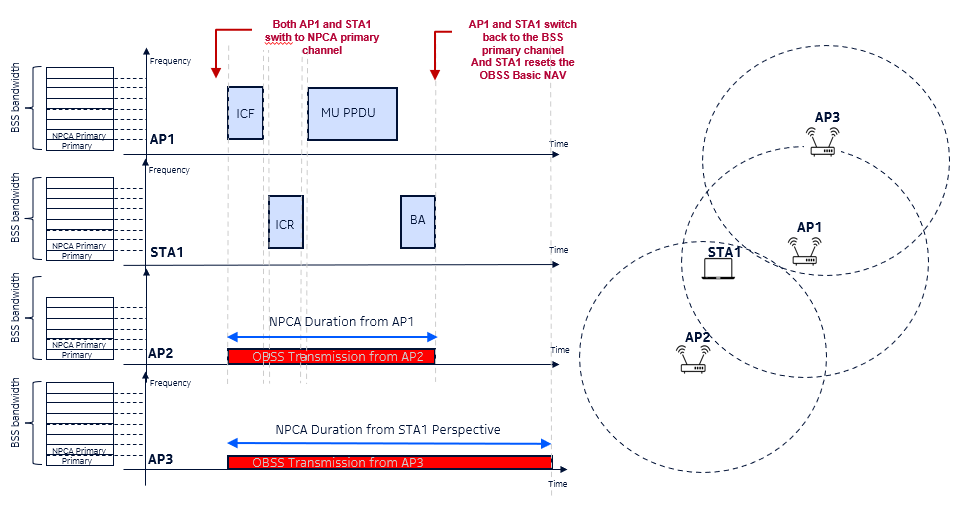 Both AP1 and STA1
swith to NPCA primary
channel
AP1 and STA1 switch
back to the BSS
primary channel
And STA1 resets the
OBSS Basic NAV
Frequency
BSS bandwidth
NPCA Primary
Primary
AP1
ICF
MU PPDU
Time
Frequency
BSS bandwidth
NPCA Primary
Primary
STA1
ICR
BA
Time
Frequency
BSS bandwidth
NPCA Primary
Primary
AP2
NPCA Duration from AP1
OBSS Transmission from AP2
Time
Frequency
BSS bandwidth
NPCA Primary
Primary
AP3
NPCA Duration from STA1 Perspective
OBSS Transmission from AP3
Time
AP3
AP1
STA1
AP2